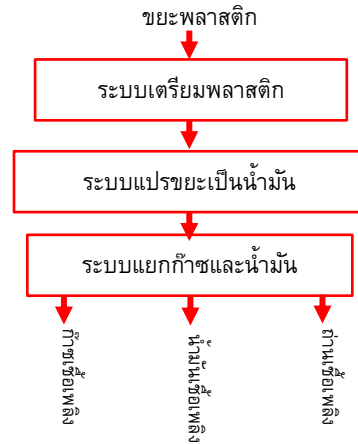 ขยะพลาสติก
ระบบเตรียมพลาสติก
ระบบแปรขยะเป็นน้ำมัน
ระบบแยกก๊าซและน้ำมัน
ก๊าซเชื้อเพลิง
น้ำมันเชื้อเพลิง
ถ่านเชื้อเพลิง